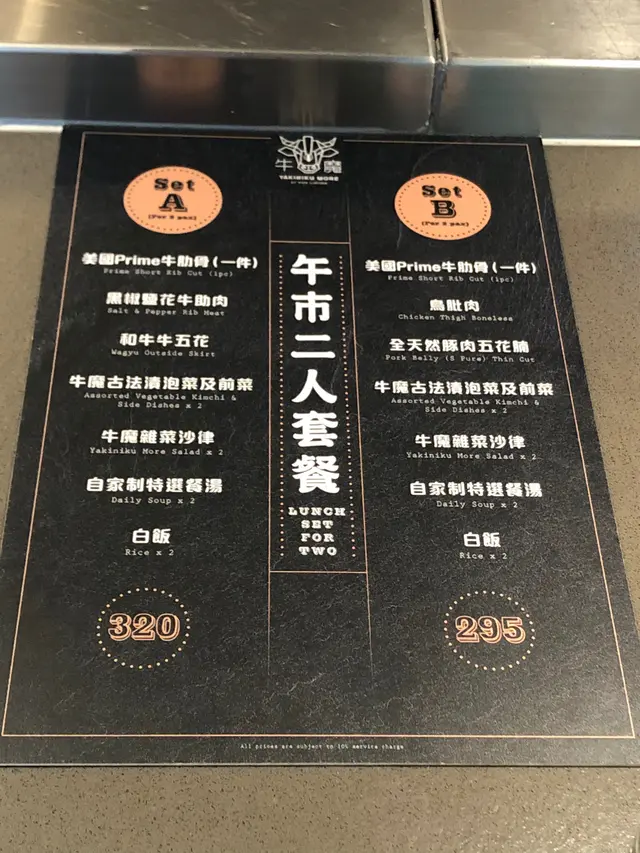 牛魔
YAKINIKU MORE
Set
A
(For 2 pax)
美國Prime牛肋骨(一件)
Prime Short Rib Cut (1pc)
黑椒鹽花牛肋肉
Salt & Pepper Rib Meat
和牛牛五花
Wagyu Outside Skirt
牛魔古法漬泡菜及前菜
Assorted Vegetable Kimchi &
Side Dishes x 2
牛魔雜菜沙律
Yakiniku More Salad x 2
自家制特選餐湯
Daily Soup x 2
白飯
Rice x 2
320
午市二人套餐
LUNCH
SET
FOR
TWO
Set
B
(For 2 pax)
美國Prime牛肋骨(一件)
Prime Short Rib Cut (1pc)
鳥肶肉
Chicken Thigh Boneless
全天然豚肉五花腩
Pork Belly (S Pure) Thin Cut
牛魔古法漬泡菜及前菜
Assorted Vegetable Kimchi &
Side Dishes x 2
牛魔雜菜沙律
Yakiniku More Salad x 2
自家制特選餐湯
Daily Soup x 2
白飯
Rice x 2
295
All prices are subject to 10% service charge